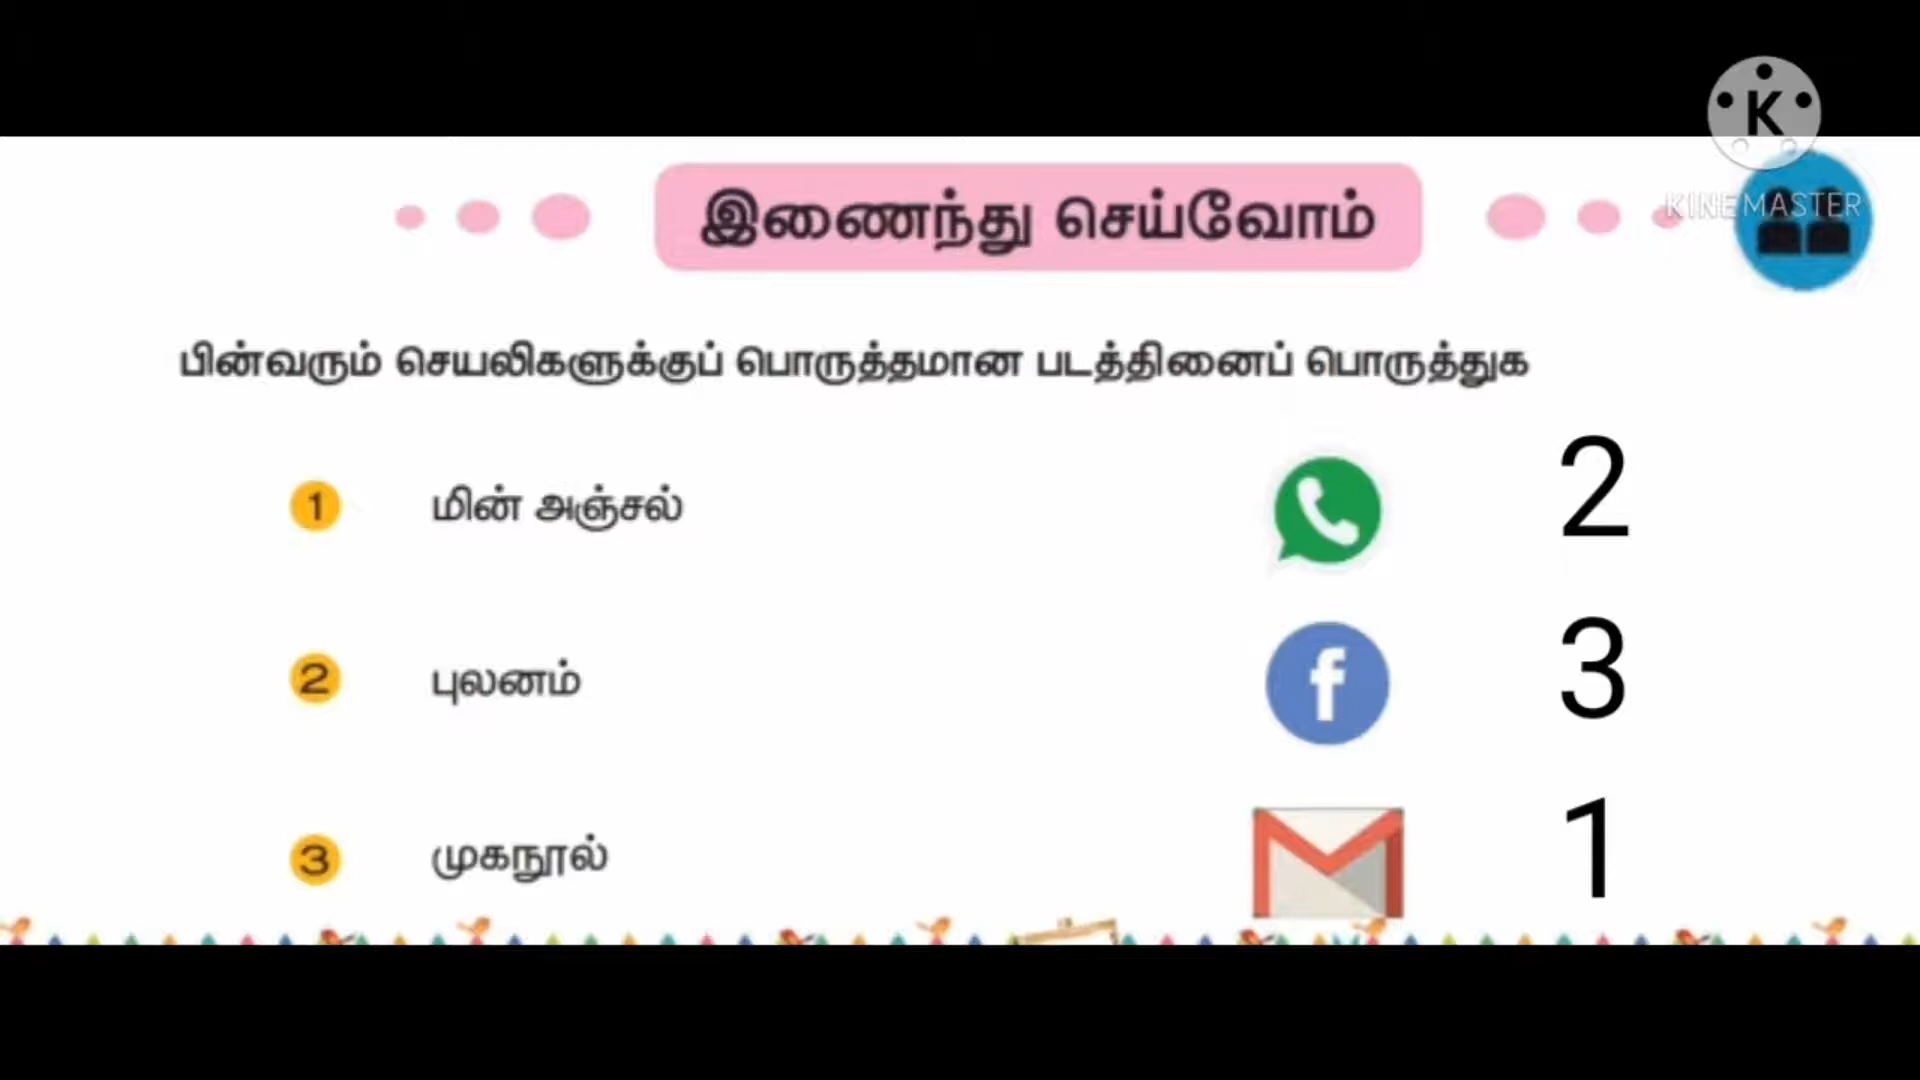 K
KINEMASTER
இணைந்து செய்வோம்
பின்வரும் செயலிகளுக்குப் பொருத்தமான படத்தினைப் பொருத்துக
1 மின் அஞ்சல் 2
2 புலனம் f 3
3 முகநூல் 1